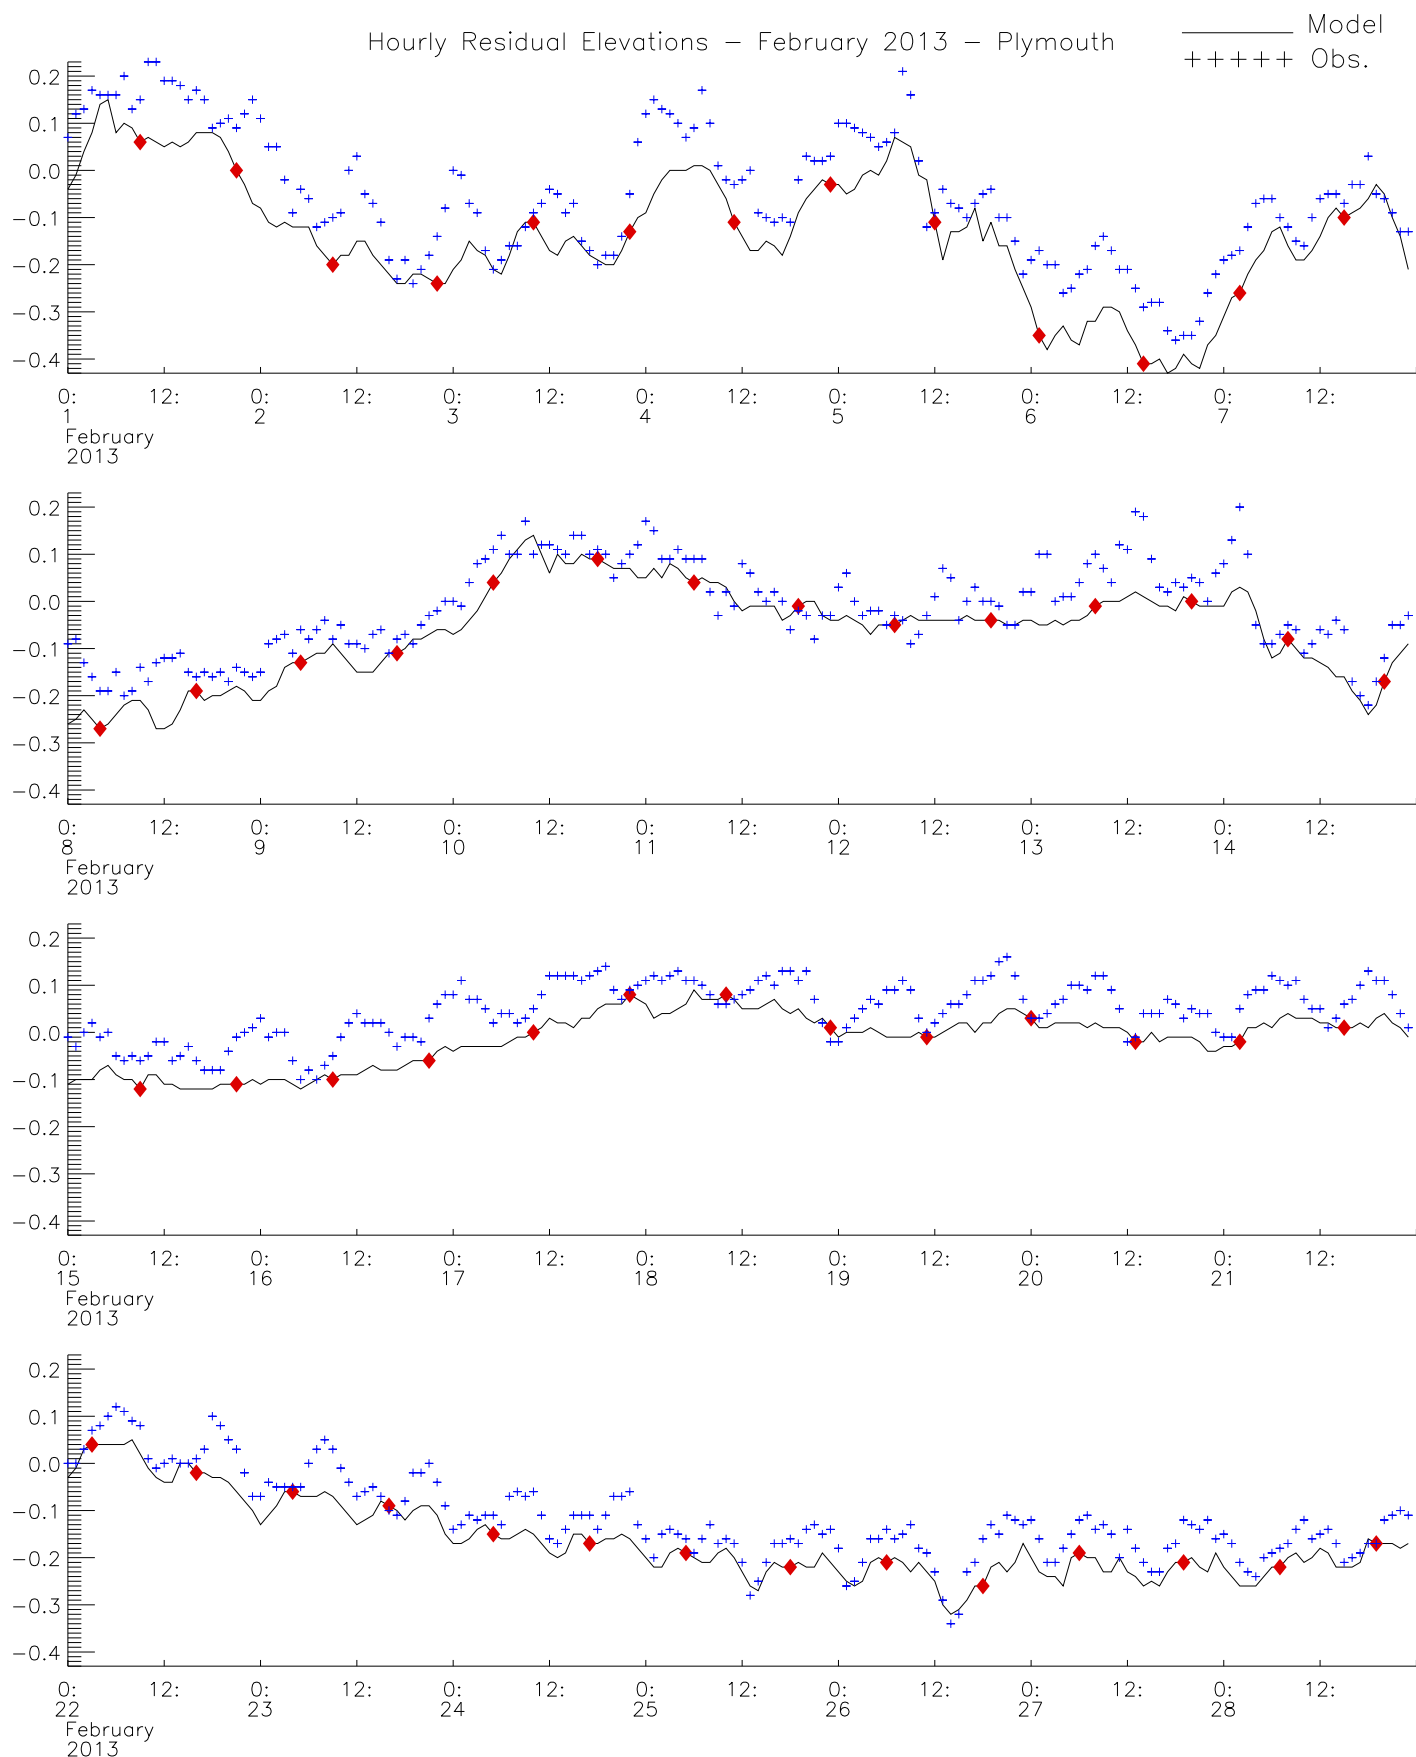 Hourly Residual Elevations – February 2013 – Plymouth
Model
+++++ Obs.
0.2
0.1
0.0
−0.1
−0.2
−0.3
−0.4
0: 12: 0: 12: 0: 12: 0: 12: 0: 12: 0: 12: 0: 12:
1 2 3 4 5 6 7
February
2013
0.2
0.1
0.0
−0.1
−0.2
−0.3
−0.4
0: 12: 0: 12: 0: 12: 0: 12: 0: 12: 0: 12: 0: 12:
8 9 10 11 12 13 14
February
2013
0.2
0.1
0.0
−0.1
−0.2
−0.3
−0.4
0: 12: 0: 12: 0: 12: 0: 12: 0: 12: 0: 12: 0: 12:
15 16 17 18 19 20 21
February
2013
0.2
0.1
0.0
−0.1
−0.2
−0.3
−0.4
0: 12: 0: 12: 0: 12: 0: 12: 0: 12: 0: 12: 0: 12:
22 23 24 25 26 27 28
February
2013